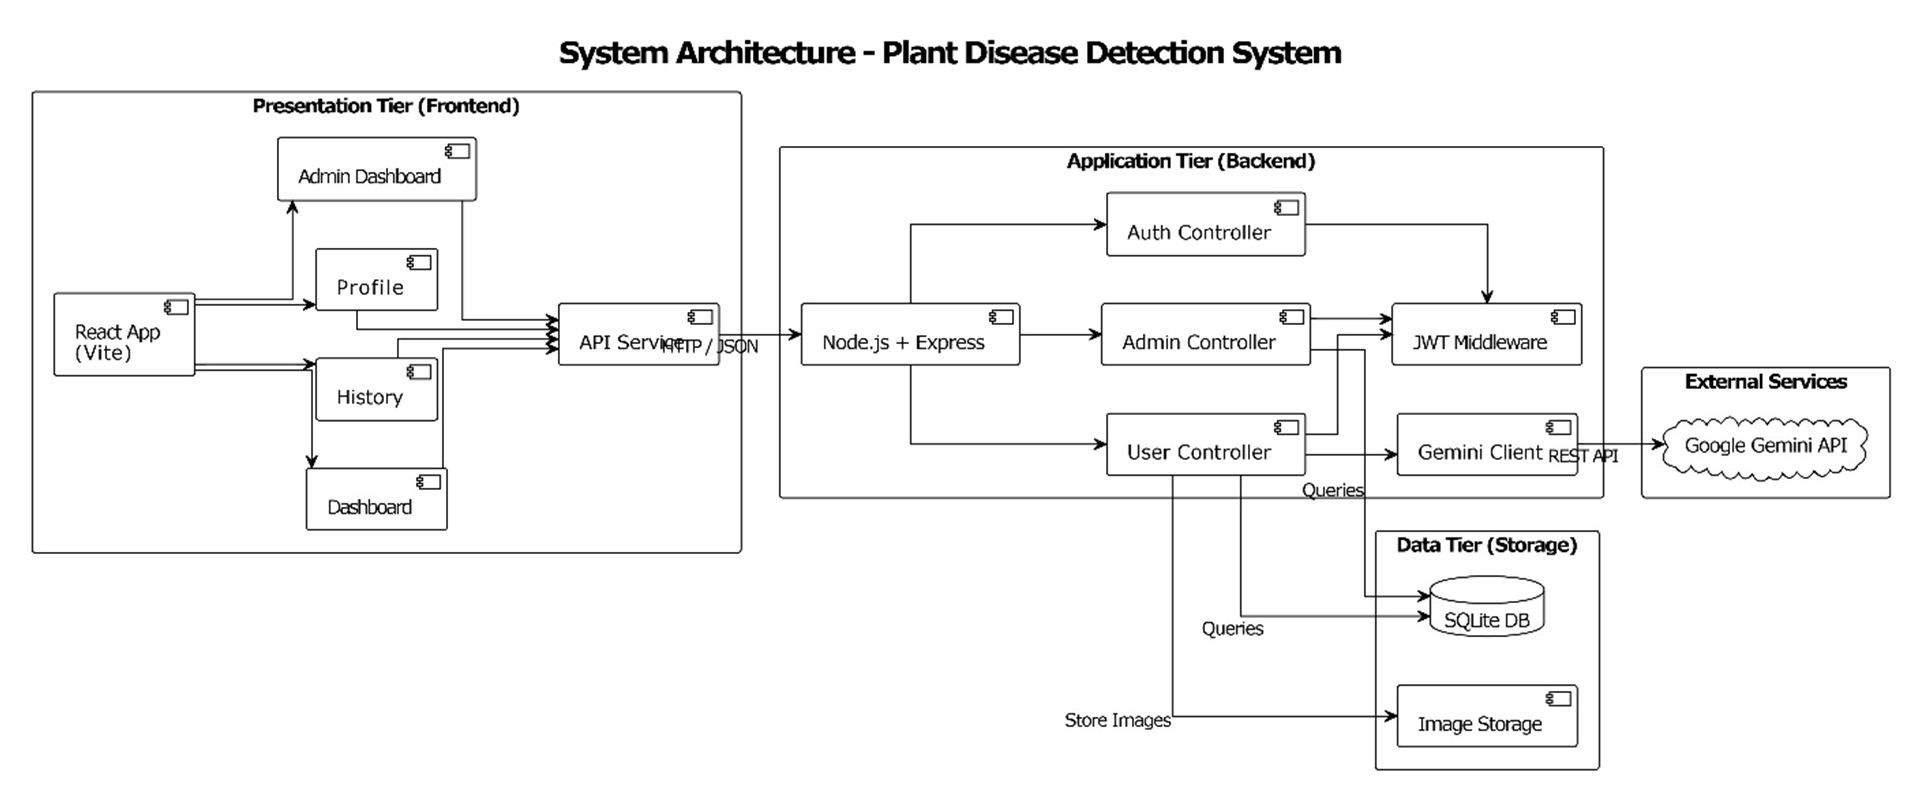 System Architecture - Plant Disease Detection System
Presentation Tier (Frontend)
Admin Dashboard
Profile
React App
(Vite)
History
Dashboard
API Service
HTTP / JSON
Application Tier (Backend)
Auth Controller
Node.js + Express
Admin Controller
JWT Middleware
User Controller
Gemini Client
REST API
External Services
Google Gemini API
Queries
Data Tier (Storage)
SQLite DB
Queries
Store Images
Image Storage